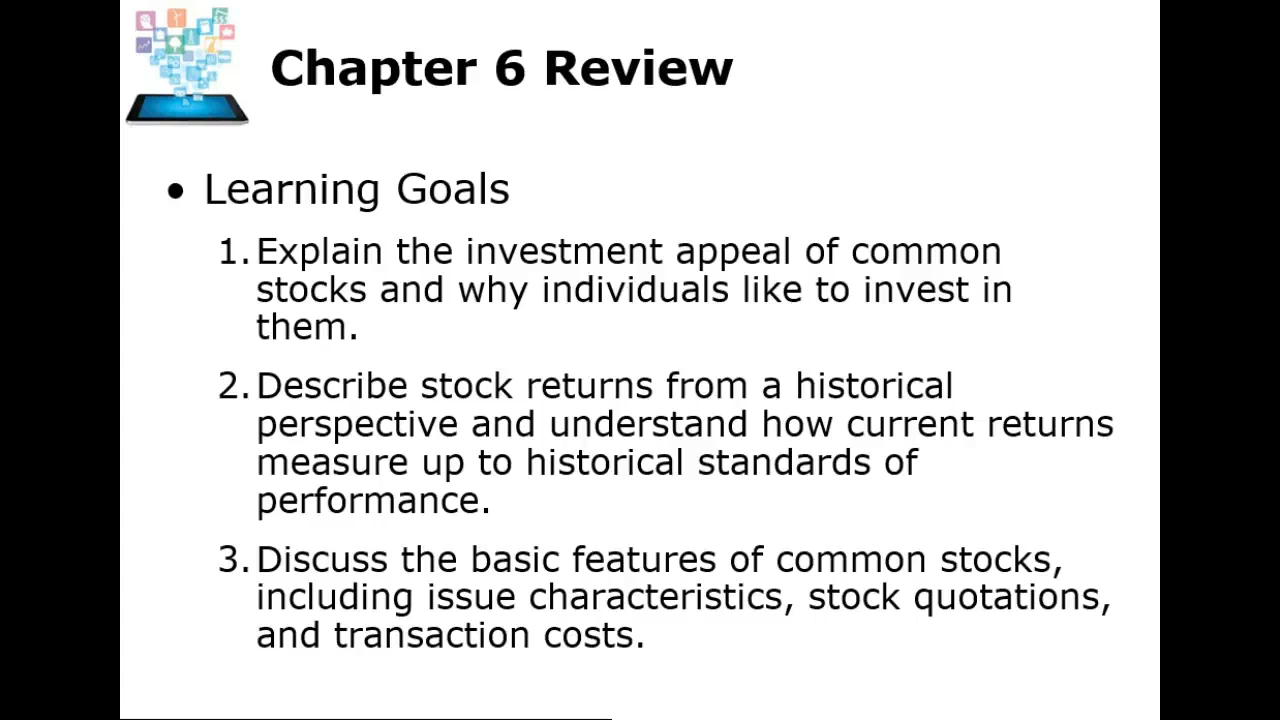 Chapter 6 Review
• Learning Goals
1. Explain the investment appeal of common
stocks and why individuals like to invest in
them.
2. Describe stock returns from a historical
perspective and understand how current returns
measure up to historical standards of
performance.
3. Discuss the basic features of common stocks,
including issue characteristics, stock quotations,
and transaction costs.